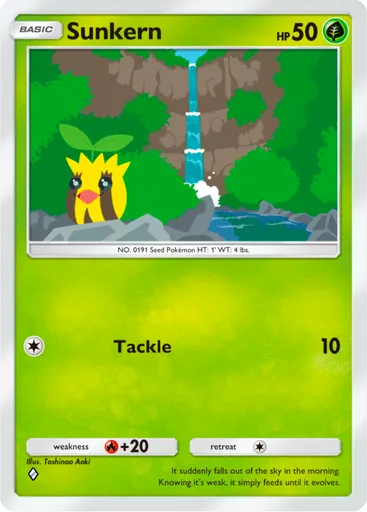 BASIC Sunkern HP 50
NO. 0191 Seed Pokémon HT: 1' WT: 4 lbs.
Tackle 10
weakness +20 retreat
Illus. Toshinao Aoki
It suddenly falls out of the sky in the morning.
Knowing it's weak, it simply feeds until it evolves.